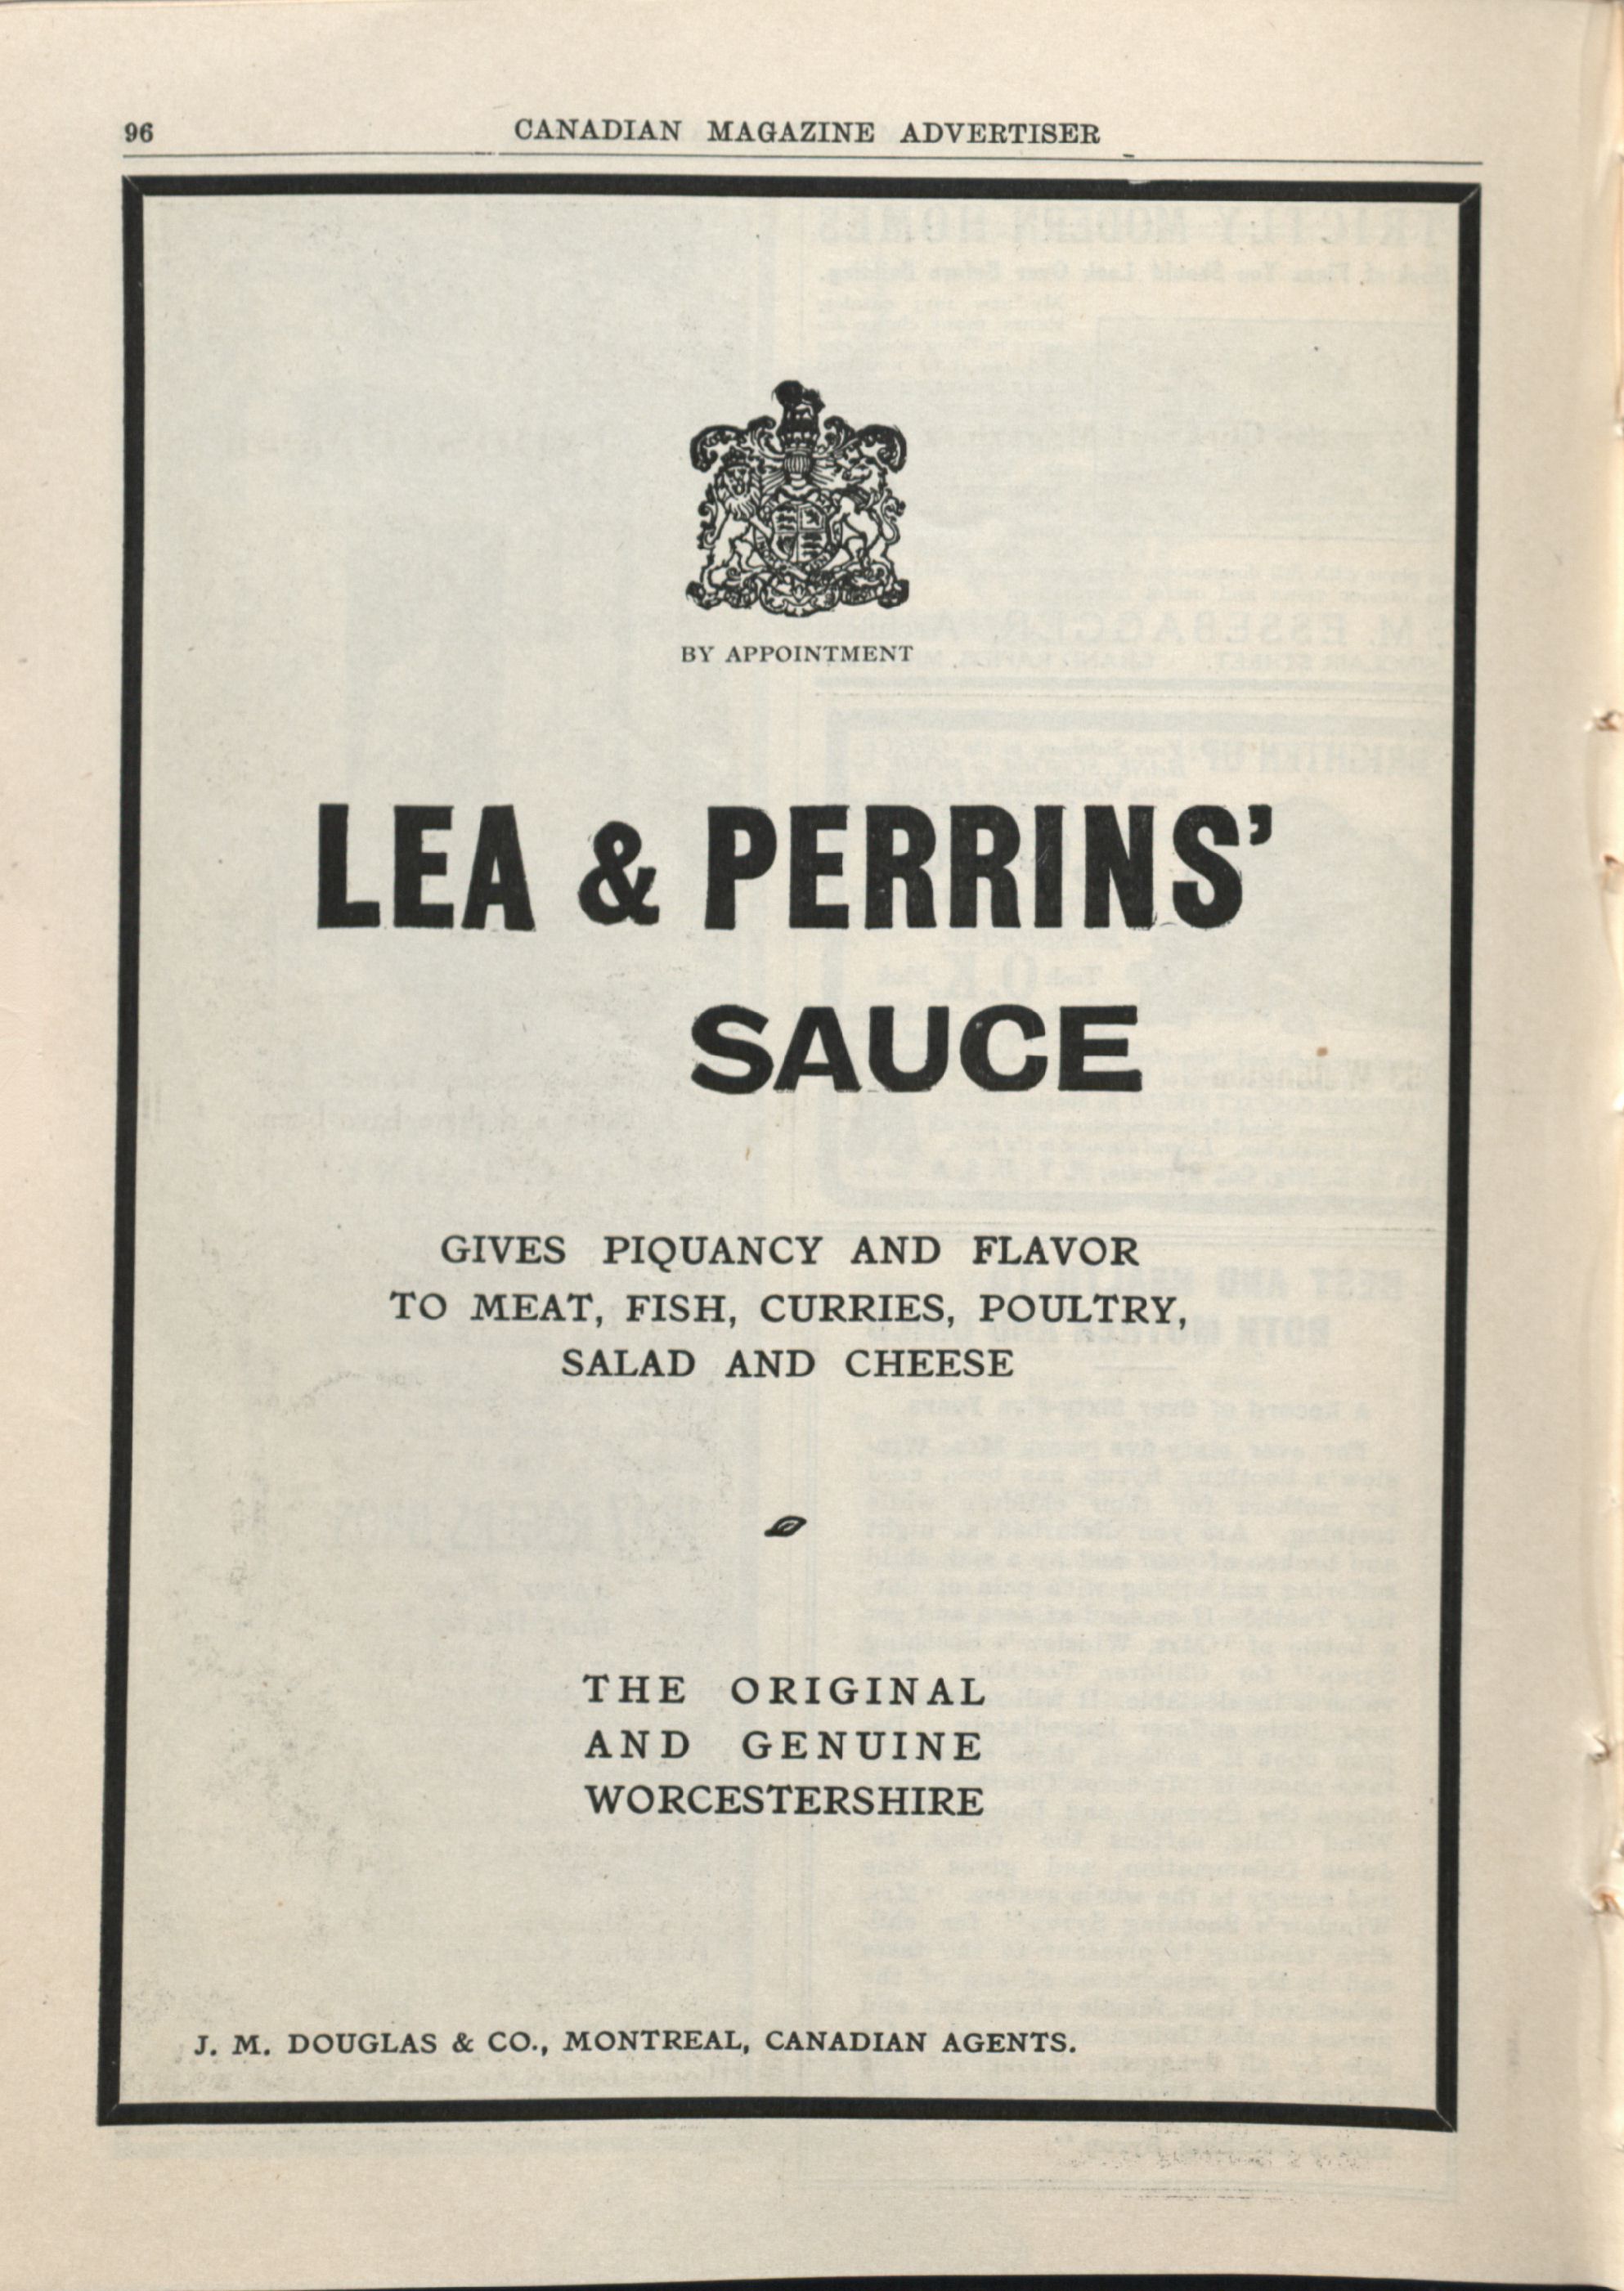 96
CANADIAN MAGAZINE ADVERTISER
BY APPOINTMENT
LEA & PERRINS'
SAUCE
GIVES PIQUANCY AND FLAVOR
TO MEAT, FISH, CURRIES, POULTRY,
SALAD AND CHEESE
THE ORIGINAL
AND GENUINE
WORCESTERSHIRE
J. M. DOUGLAS & CO., MONTREAL, CANADIAN AGENTS.